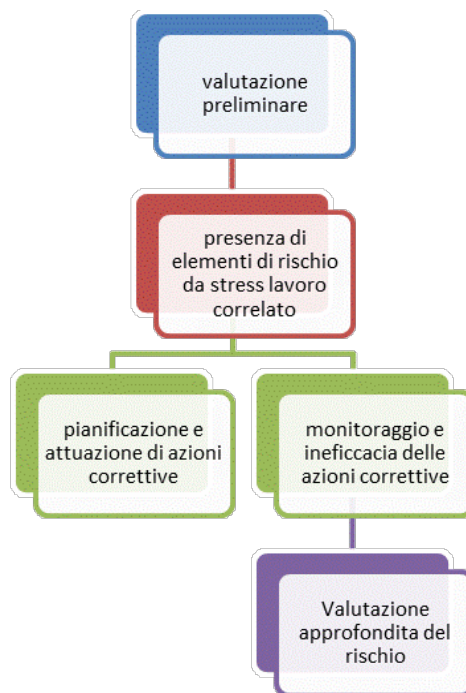 valutazione
preliminare
presenza di
elementi di rischio
da stress lavoro
correlato
pianificazione e
attuazione di azioni
correttive
monitoraggio e
inefficacia delle
azioni correttive
Valutazione
approfondita del
rischio